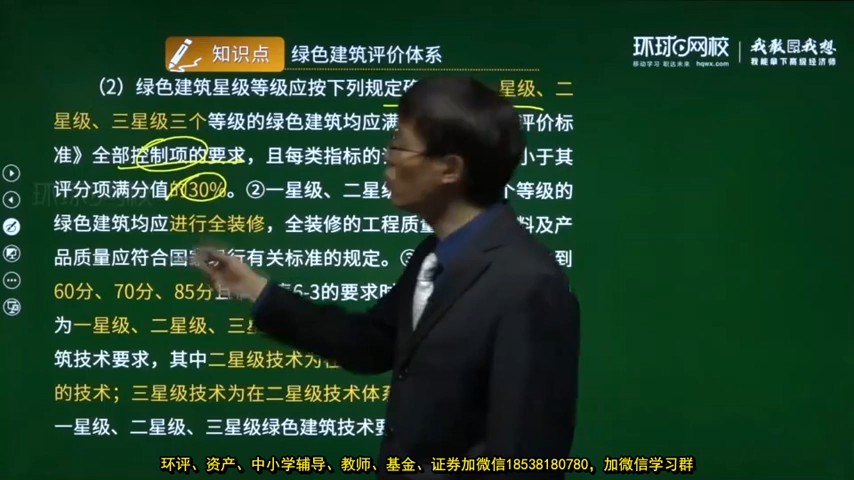 知识点
绿色建筑评价体系
环球网校
移动学习 职达未来 hqwx.com
我敢因我想
我能拿下高级经济师
（2）绿色建筑星级等级应按下列规定 星级、二
星级、三星级三个等级的绿色建筑均应满 评价标
准》全部控制项的要求，且每类指标的 小于其
评分项满分值的30%。②一星级、二星级 个等级的
绿色建筑均应进行全装修，全装修的工程质量 料及产
品质量应符合国家现行有关标准的规定。③ 到
60分、70分、85分且 6-3的要求时
为一星级、二星级、三星
筑技术要求，其中二星级技术为在
的技术；三星级技术为在二星级技术体系
一星级、二星级、三星级绿色建筑技术要
环评、资产、中小学辅导、教师、基金、证券加微信18538180780，加微信学习群